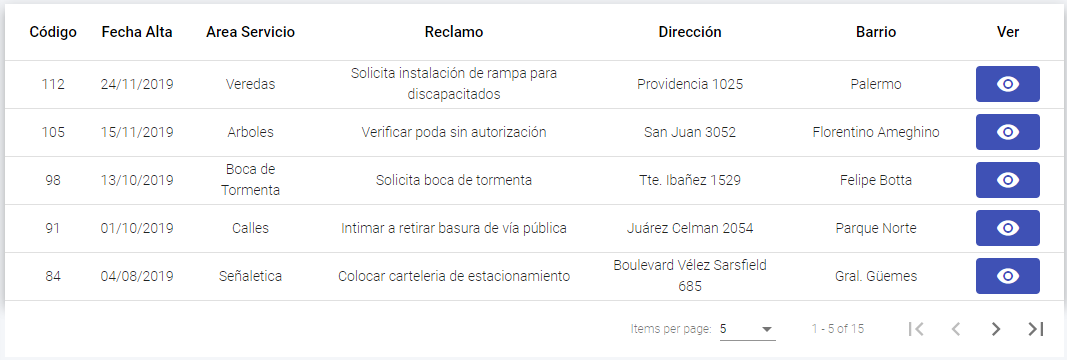 Código Fecha Alta Area Servicio Reclamo Dirección Barrio Ver
112 24/11/2019 Veredas Solicita instalación de rampa para discapacitados Providencia 1025 Palermo
105 15/11/2019 Arboles Verificar poda sin autorización San Juan 3052 Florentino Ameghino
98 13/10/2019 Boca de Tormenta Solicita boca de tormenta Tte. Ibañez 1529 Felipe Botta
91 01/10/2019 Calles Intimar a retirar basura de vía pública Juárez Celman 2054 Parque Norte
84 04/08/2019 Señaletica Colocar carteleria de estacionamiento Boulevard Vélez Sarsfield 685 Gral. Güemes
Items per page: 5 1 - 5 of 15